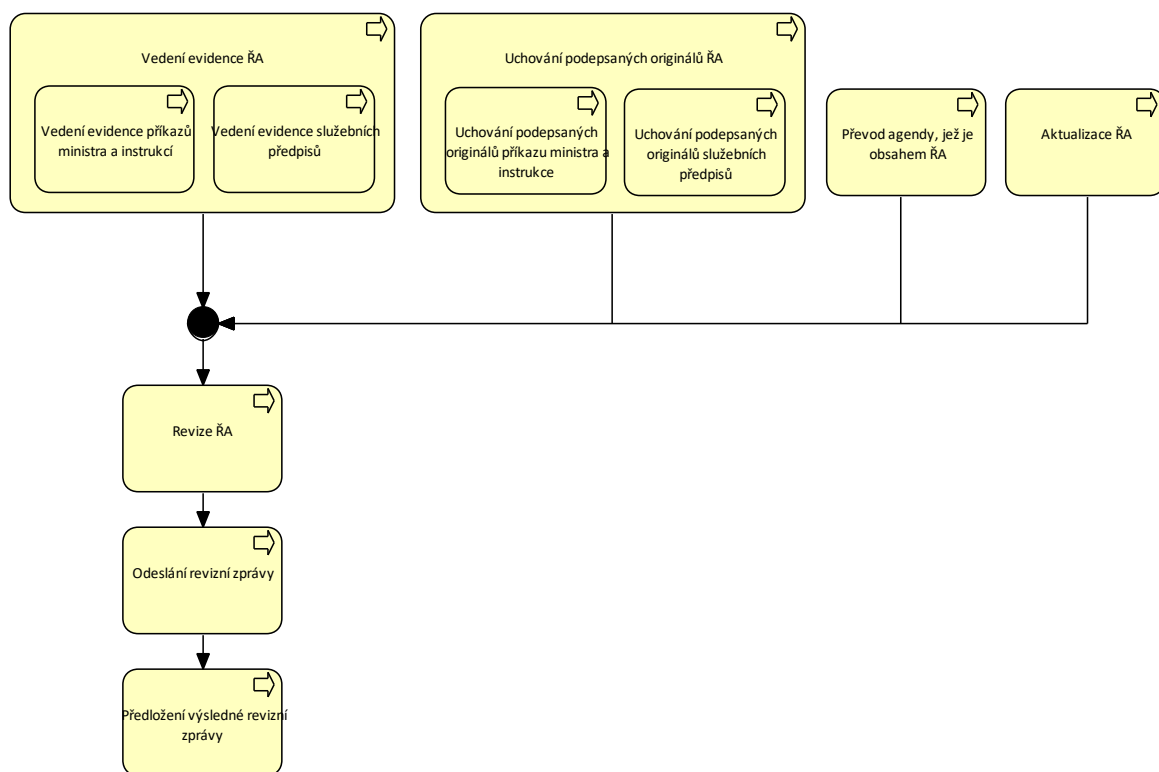 Vedení evidence ŘA
Vedení evidence příkazů
ministra a instrukcí
Vedení evidence služebních
předpisů
Uchování podepsaných originálů ŘA
Uchování podepsaných
originálů příkazu ministra a
instrukce
Uchování podepsaných
originálů služebních
předpisů
Převod agendy, jež je
obsahem ŘA
Aktualizace ŘA
Revize ŘA
Odeslání revizní zprávy
Předložení výsledné revizní
zprávy